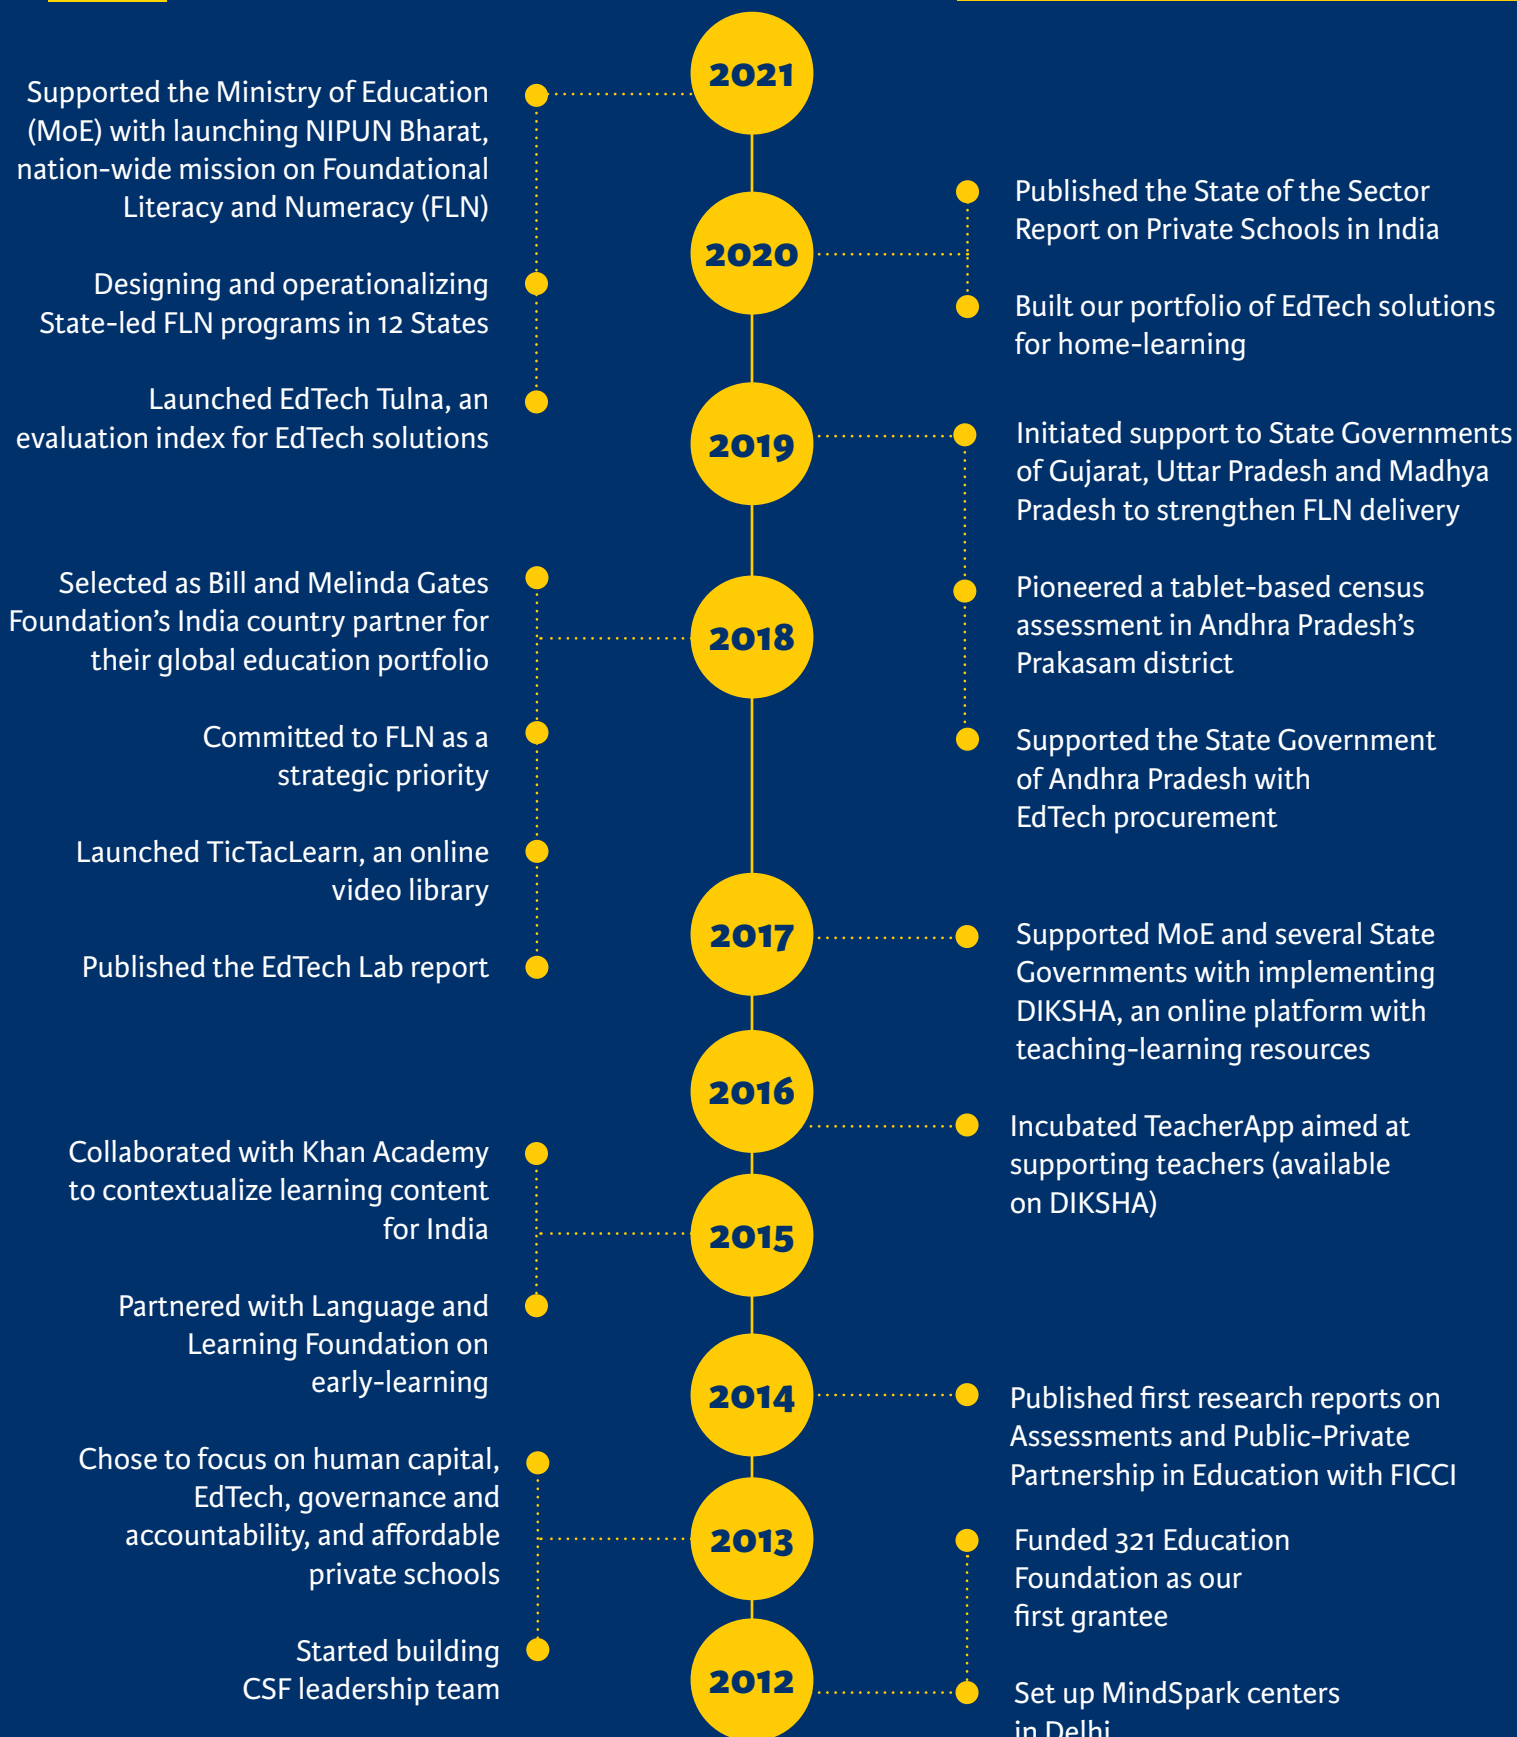 2021
Supported the Ministry of Education
(MoE) with launching NIPUN Bharat,
nation-wide mission on Foundational
Literacy and Numeracy (FLN)
Designing and operationalizing
State-led FLN programs in 12 States
Launched EdTech Tulna, an
evaluation index for EdTech solutions
2020
Published the State of the Sector
Report on Private Schools in India
Built our portfolio of EdTech solutions
for home-learning
2019
Initiated support to State Governments
of Gujarat, Uttar Pradesh and Madhya
Pradesh to strengthen FLN delivery
Pioneered a tablet-based census
assessment in Andhra Pradesh’s
Prakasam district
Supported the State Government
of Andhra Pradesh with
EdTech procurement
2018
Selected as Bill and Melinda Gates
Foundation’s India country partner for
their global education portfolio
Committed to FLN as a
strategic priority
Launched TicTacLearn, an online
video library
Published the EdTech Lab report
2017
Supported MoE and several State
Governments with implementing
DIKSHA, an online platform with
teaching-learning resources
2016
Incubated TeacherApp aimed at
supporting teachers (available
on DIKSHA)
2015
Collaborated with Khan Academy
to contextualize learning content
for India
Partnered with Language and
Learning Foundation on
early-learning
2014
Published first research reports on
Assessments and Public-Private
Partnership in Education with FICCI
2013
Chose to focus on human capital,
EdTech, governance and
accountability, and affordable
private schools
Started building
CSF leadership team
2012
Funded 321 Education
Foundation as our
first grantee
Set up MindSpark centers
in Delhi